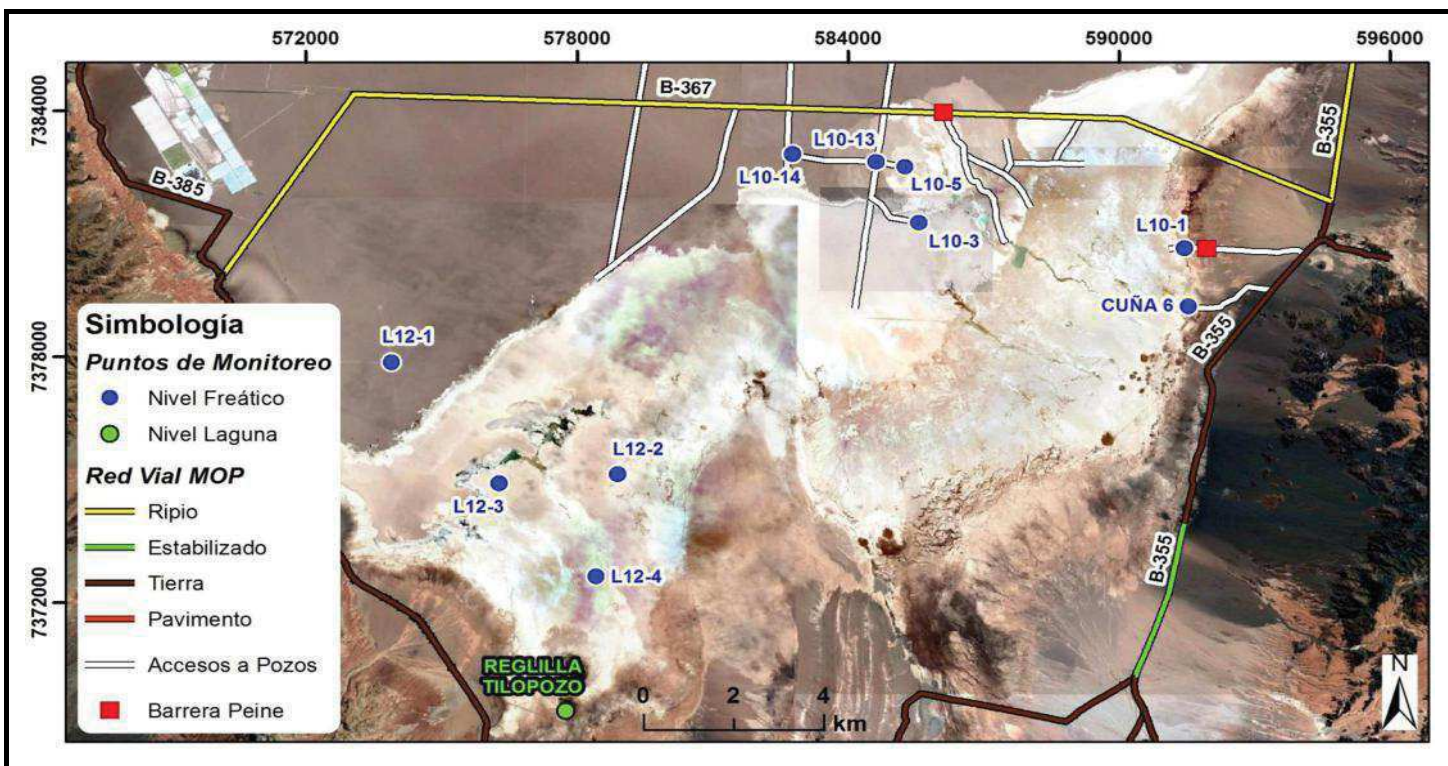 572000
578000
584000
590000
596000
7384000
7378000
7372000
B-367
B-355
B-385
L10-13
L10-14
L10-5
L10-3
L10-1
CUÑA 6
B-355
L12-1
L12-2
L12-3
L12-4
B-355
REGLILLA
TILOPOZO
Simbología
Puntos de Monitoreo
Nivel Freático
Nivel Laguna
Red Vial MOP
Ripio
Estabilizado
Tierra
Pavimento
Accesos a Pozos
Barrera Peine
0 2 4
km
N